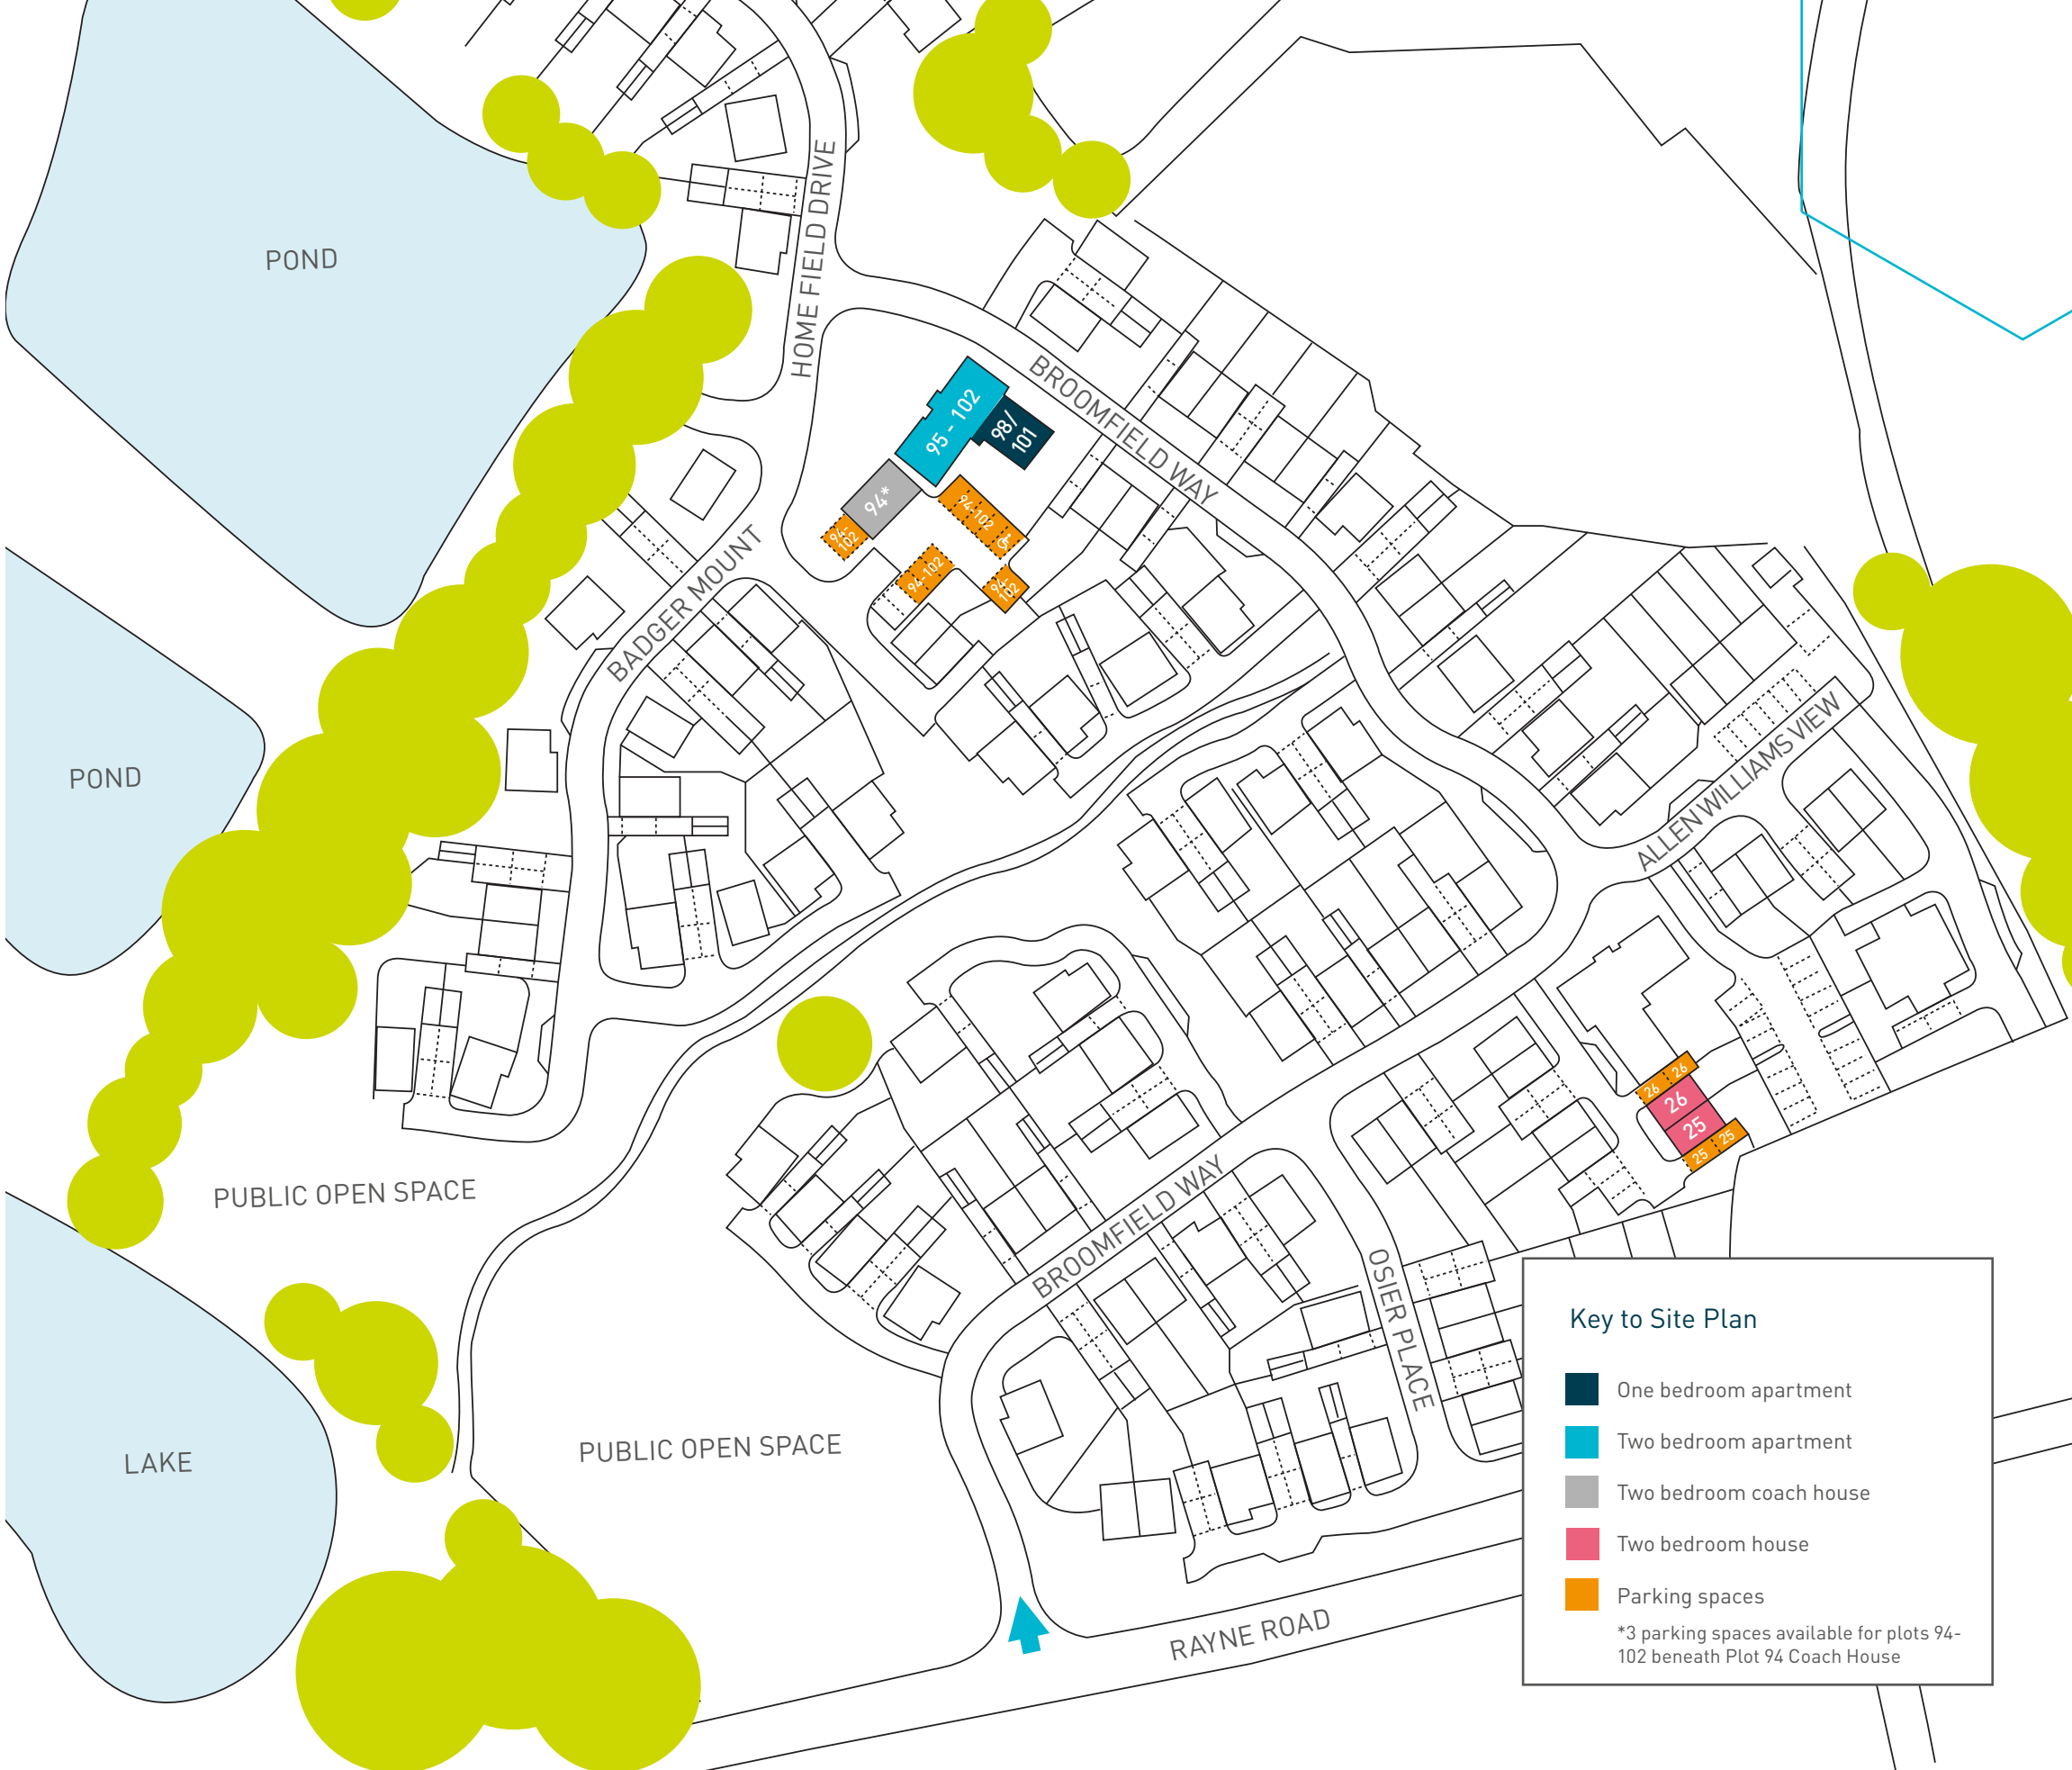 POND
HOME FIELD DRIVE
BROOMFIELD WAY
95 - 102
98/
101
94*
94-102
94-
102
94-102
94-
102
BADGER MOUNT
POND
ALLEN WILLIAMS VIEW
26 26
26
25
25 25
PUBLIC OPEN SPACE
BROOMFIELD WAY
OSIER PLACE
PUBLIC OPEN SPACE
LAKE
RAYNE ROAD
Key to Site Plan
One bedroom apartment
Two bedroom apartment
Two bedroom coach house
Two bedroom house
Parking spaces
*3 parking spaces available for plots 94-
102 beneath Plot 94 Coach House